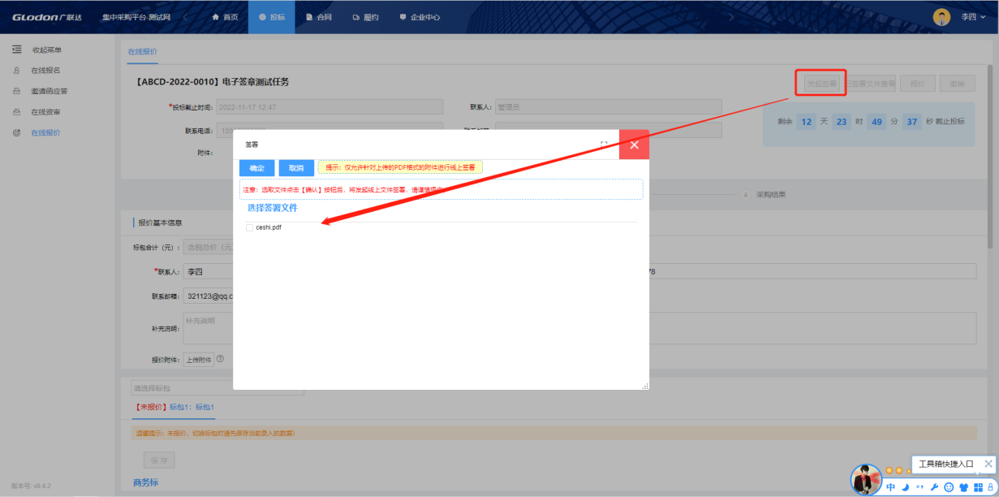 GLODON广联达 集中采购平台-测试网 首页 投标 合同 履约 企业中心 李四
收起菜单
在线报名
邀请函应答
在线资审
在线报价
在线报价
【ABCD-2022-0010】电子签章测试任务
发起签署 已签署文件查看 报价 撤销
*投标截止时间: 2022-11-17 12:47 联系人: 管理员
剩余 12 天 23 时 49 分 37 秒 截止投标
联系电话:
附件:
签署
确定 取消 提示: 仅允许针对上传的PDF格式的附件进行线上签署
注意: 选取文件点击【确认】按钮后, 将发起线上文件签署, 请谨慎操作
选择签署文件
ceshi.pdf
4 采购结果
报价基本信息
标包合计 (元) : 含税总价 (元
*联系人: 李四 78
联系邮箱: 321123@qq.c
补充说明: 补充说明
报价附件: 上传附件
请选择标包
【未报价】标包1: 标包1
温馨提示: 未报价, 切换标包时请先保存当前录入的数据!
保 存
商务标
版本号: v8.4.2
工具箱快捷入口
中